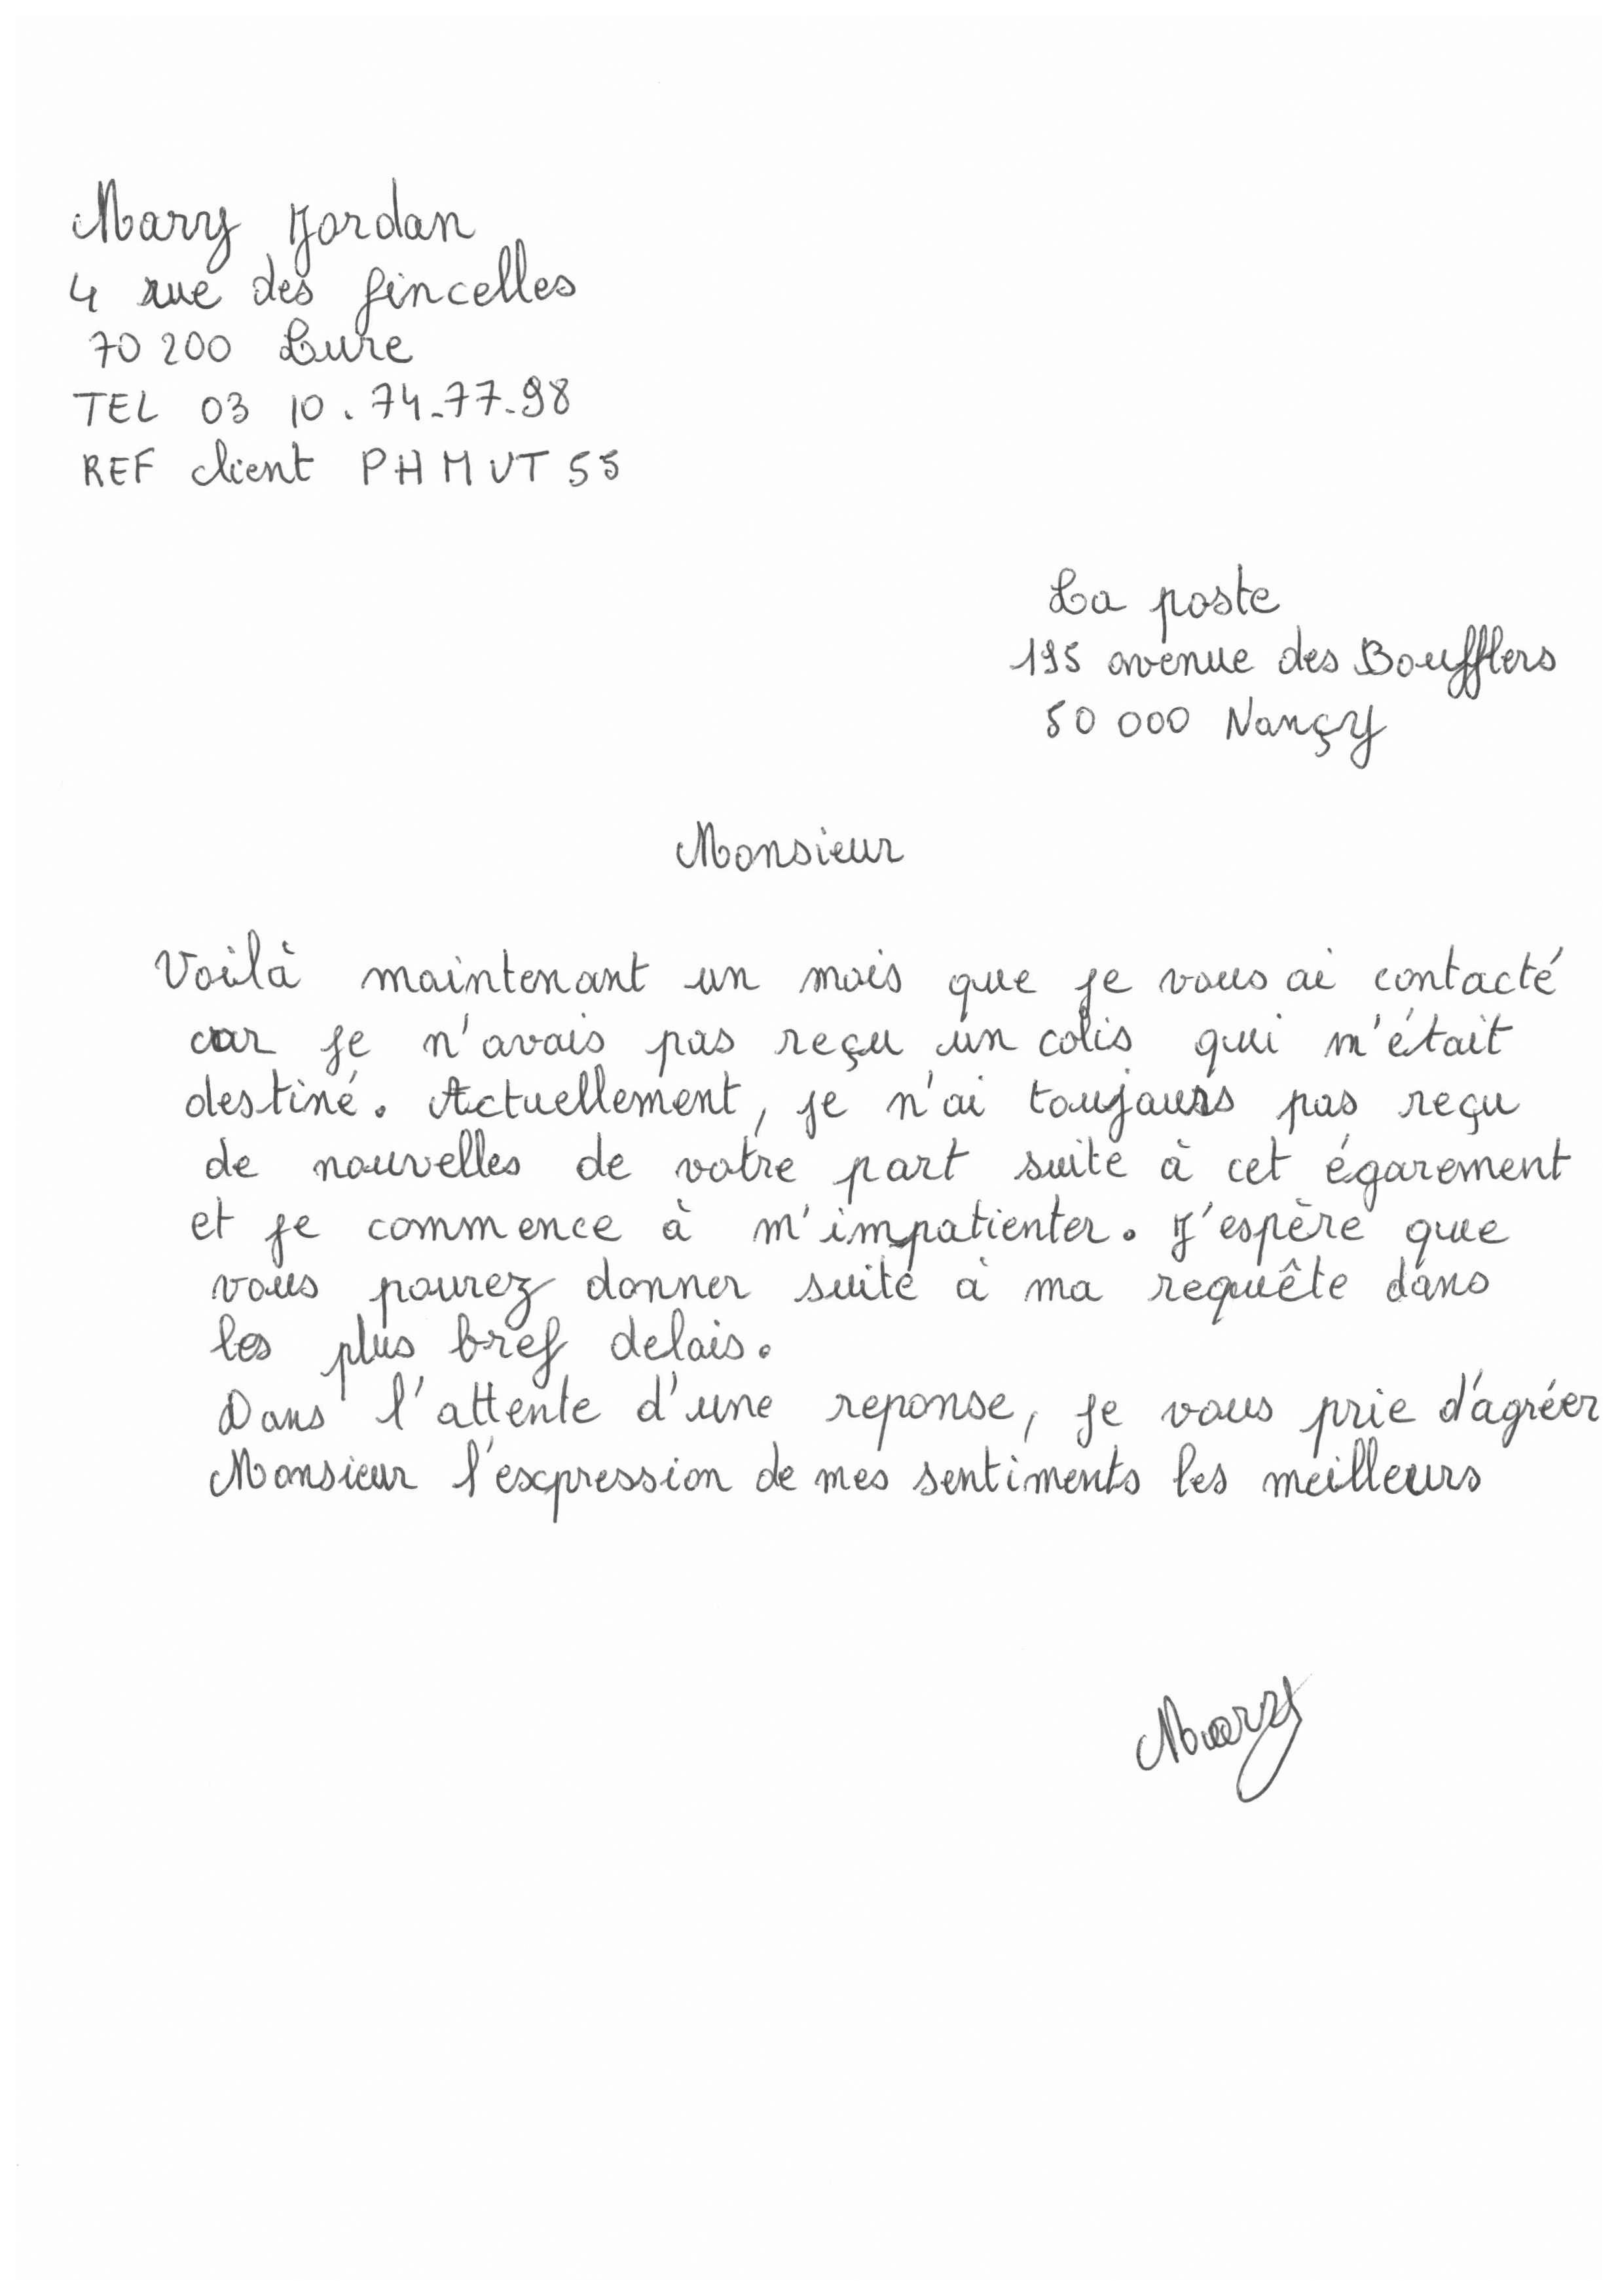 Mary Jordan
4 rue des fincelles
70 200 Lure
TEL 03 10.74.77.98
REF client PHMUT55
La poste
195 avenue des Boufflers
50 000 Nançy
Monsieur
Voilà maintenant un mois que je vous ai contacté
car je n'avais pas reçu un colis qui m'était
destiné. Actuellement, je n'ai toujours pas reçu
de nouvelles de votre part suite à cet égarement
et je commence à m'impatienter. J'espère que
vous pourez donner suite à ma requête dans
les plus bref delais.
Dans l'attente d'une reponse, je vous prie d'agréer
Monsieur l'expression de mes sentiments les meilleurs
Mary